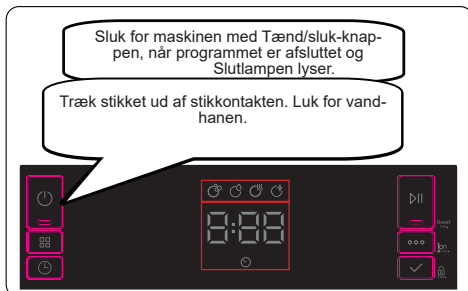 Sluk for maskinen med Tænd/sluk-knap-
pen, når programmet er afsluttet og
Slutlampen lyser.
Træk stikket ud af stikkontakten. Luk for vand-
hanen.
8:88
Reset